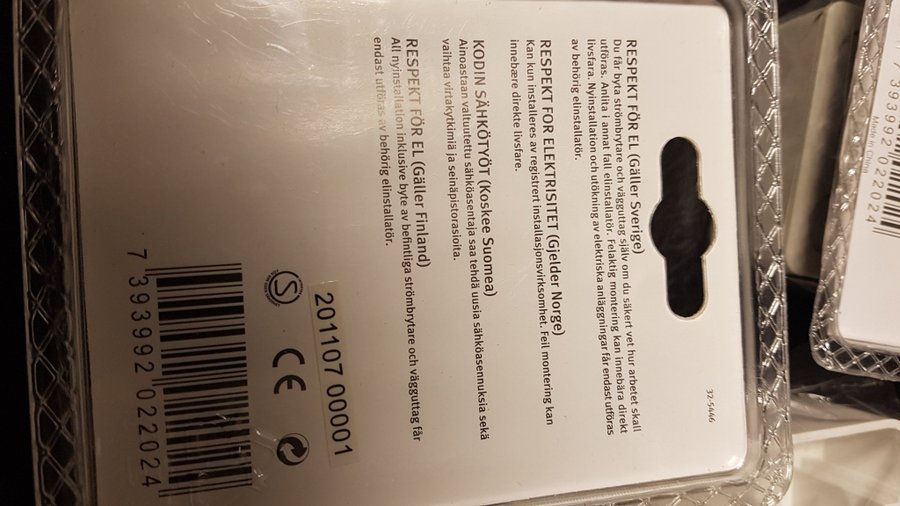 32-5446
RESPEKT FÖR EL (Gäller Sverige)
Du får byta strömbrytare och vägguttag själv om du säkert vet hur arbetet skall
utföras. Anlita i annat fall elinstallatör. Felaktig montering kan innebära direkt
livsfara. Nyinstallation och utökning av elektriska anläggningar får endast utföras
av behörig elinstallatör.
RESPEKT FOR ELEKTRISITET (Gjelder Norge)
Kan kun installeres av registrert installasjonsvirksomhet. Feil montering kan
innebære direkte livsfare.
KODIN SÄHKÖTYÖT (Koskee Suomea)
Ainoastaan valtuutettu sähköasentaja saa tehdä uusia sähköasennuksia sekä
vaihtaa virtakytkimiä ja seinäpistorasioita.
RESPEKT FÖR EL (Gäller Finland)
All nyinstallation inklusive byte av befintliga strömbrytare och vägguttag får
endast utföras av behörig elinstallatör.
201107 00001
S CE
7 393992 022024
Made in China
7 393992 022024